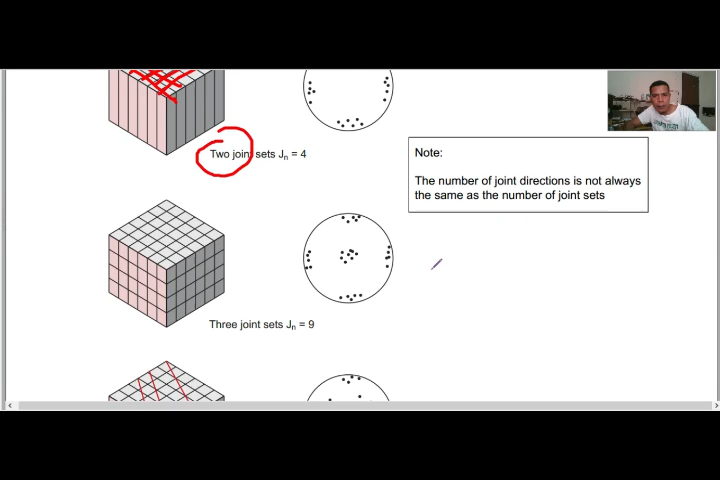 Two joint sets Jn = 4
Note:
The number of joint directions is not always
the same as the number of joint sets
Three joint sets Jn = 9